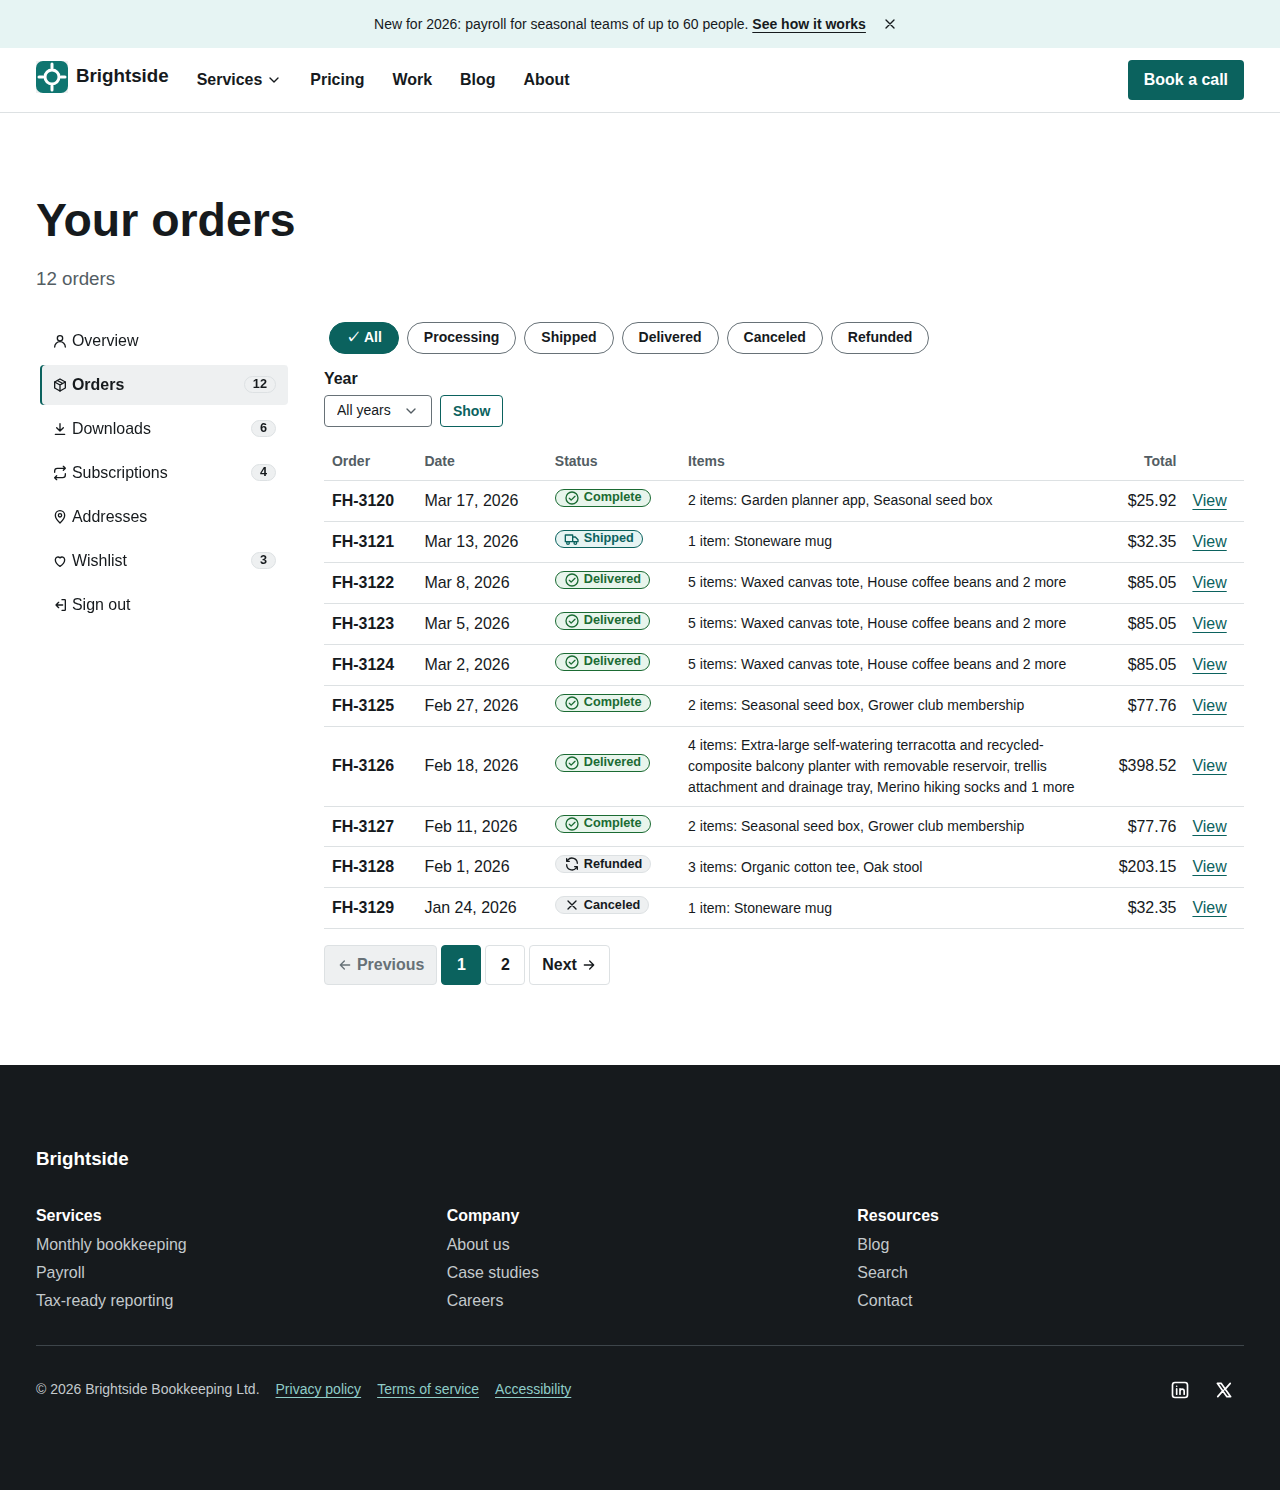 New for 2026: payroll for seasonal teams of up to 60 people. See how it works
Brightside
Services
Pricing
Work
Blog
About
Book a call
Your orders
12 orders
Overview
Orders 12
Downloads 6
Subscriptions 4
Addresses
Wishlist 3
Sign out
All
Processing
Shipped
Delivered
Canceled
Refunded
Year
All years
Show
Order Date Status Items Total
FH-3120 Mar 17, 2026 Complete 2 items: Garden planner app, Seasonal seed box $25.92 View
FH-3121 Mar 13, 2026 Shipped 1 item: Stoneware mug $32.35 View
FH-3122 Mar 8, 2026 Delivered 5 items: Waxed canvas tote, House coffee beans and 2 more $85.05 View
FH-3123 Mar 5, 2026 Delivered 5 items: Waxed canvas tote, House coffee beans and 2 more $85.05 View
FH-3124 Mar 2, 2026 Delivered 5 items: Waxed canvas tote, House coffee beans and 2 more $85.05 View
FH-3125 Feb 27, 2026 Complete 2 items: Seasonal seed box, Grower club membership $77.76 View
FH-3126 Feb 18, 2026 Delivered 4 items: Extra-large self-watering terracotta and recycled-
composite balcony planter with removable reservoir, trellis
attachment and drainage tray, Merino hiking socks and 1 more $398.52 View
FH-3127 Feb 11, 2026 Complete 2 items: Seasonal seed box, Grower club membership $77.76 View
FH-3128 Feb 1, 2026 Refunded 3 items: Organic cotton tee, Oak stool $203.15 View
FH-3129 Jan 24, 2026 Canceled 1 item: Stoneware mug $32.35 View
Previous 1 2 Next
Brightside
Services
Monthly bookkeeping
Payroll
Tax-ready reporting
Company
About us
Case studies
Careers
Resources
Blog
Search
Contact
© 2026 Brightside Bookkeeping Ltd. Privacy policy Terms of service Accessibility